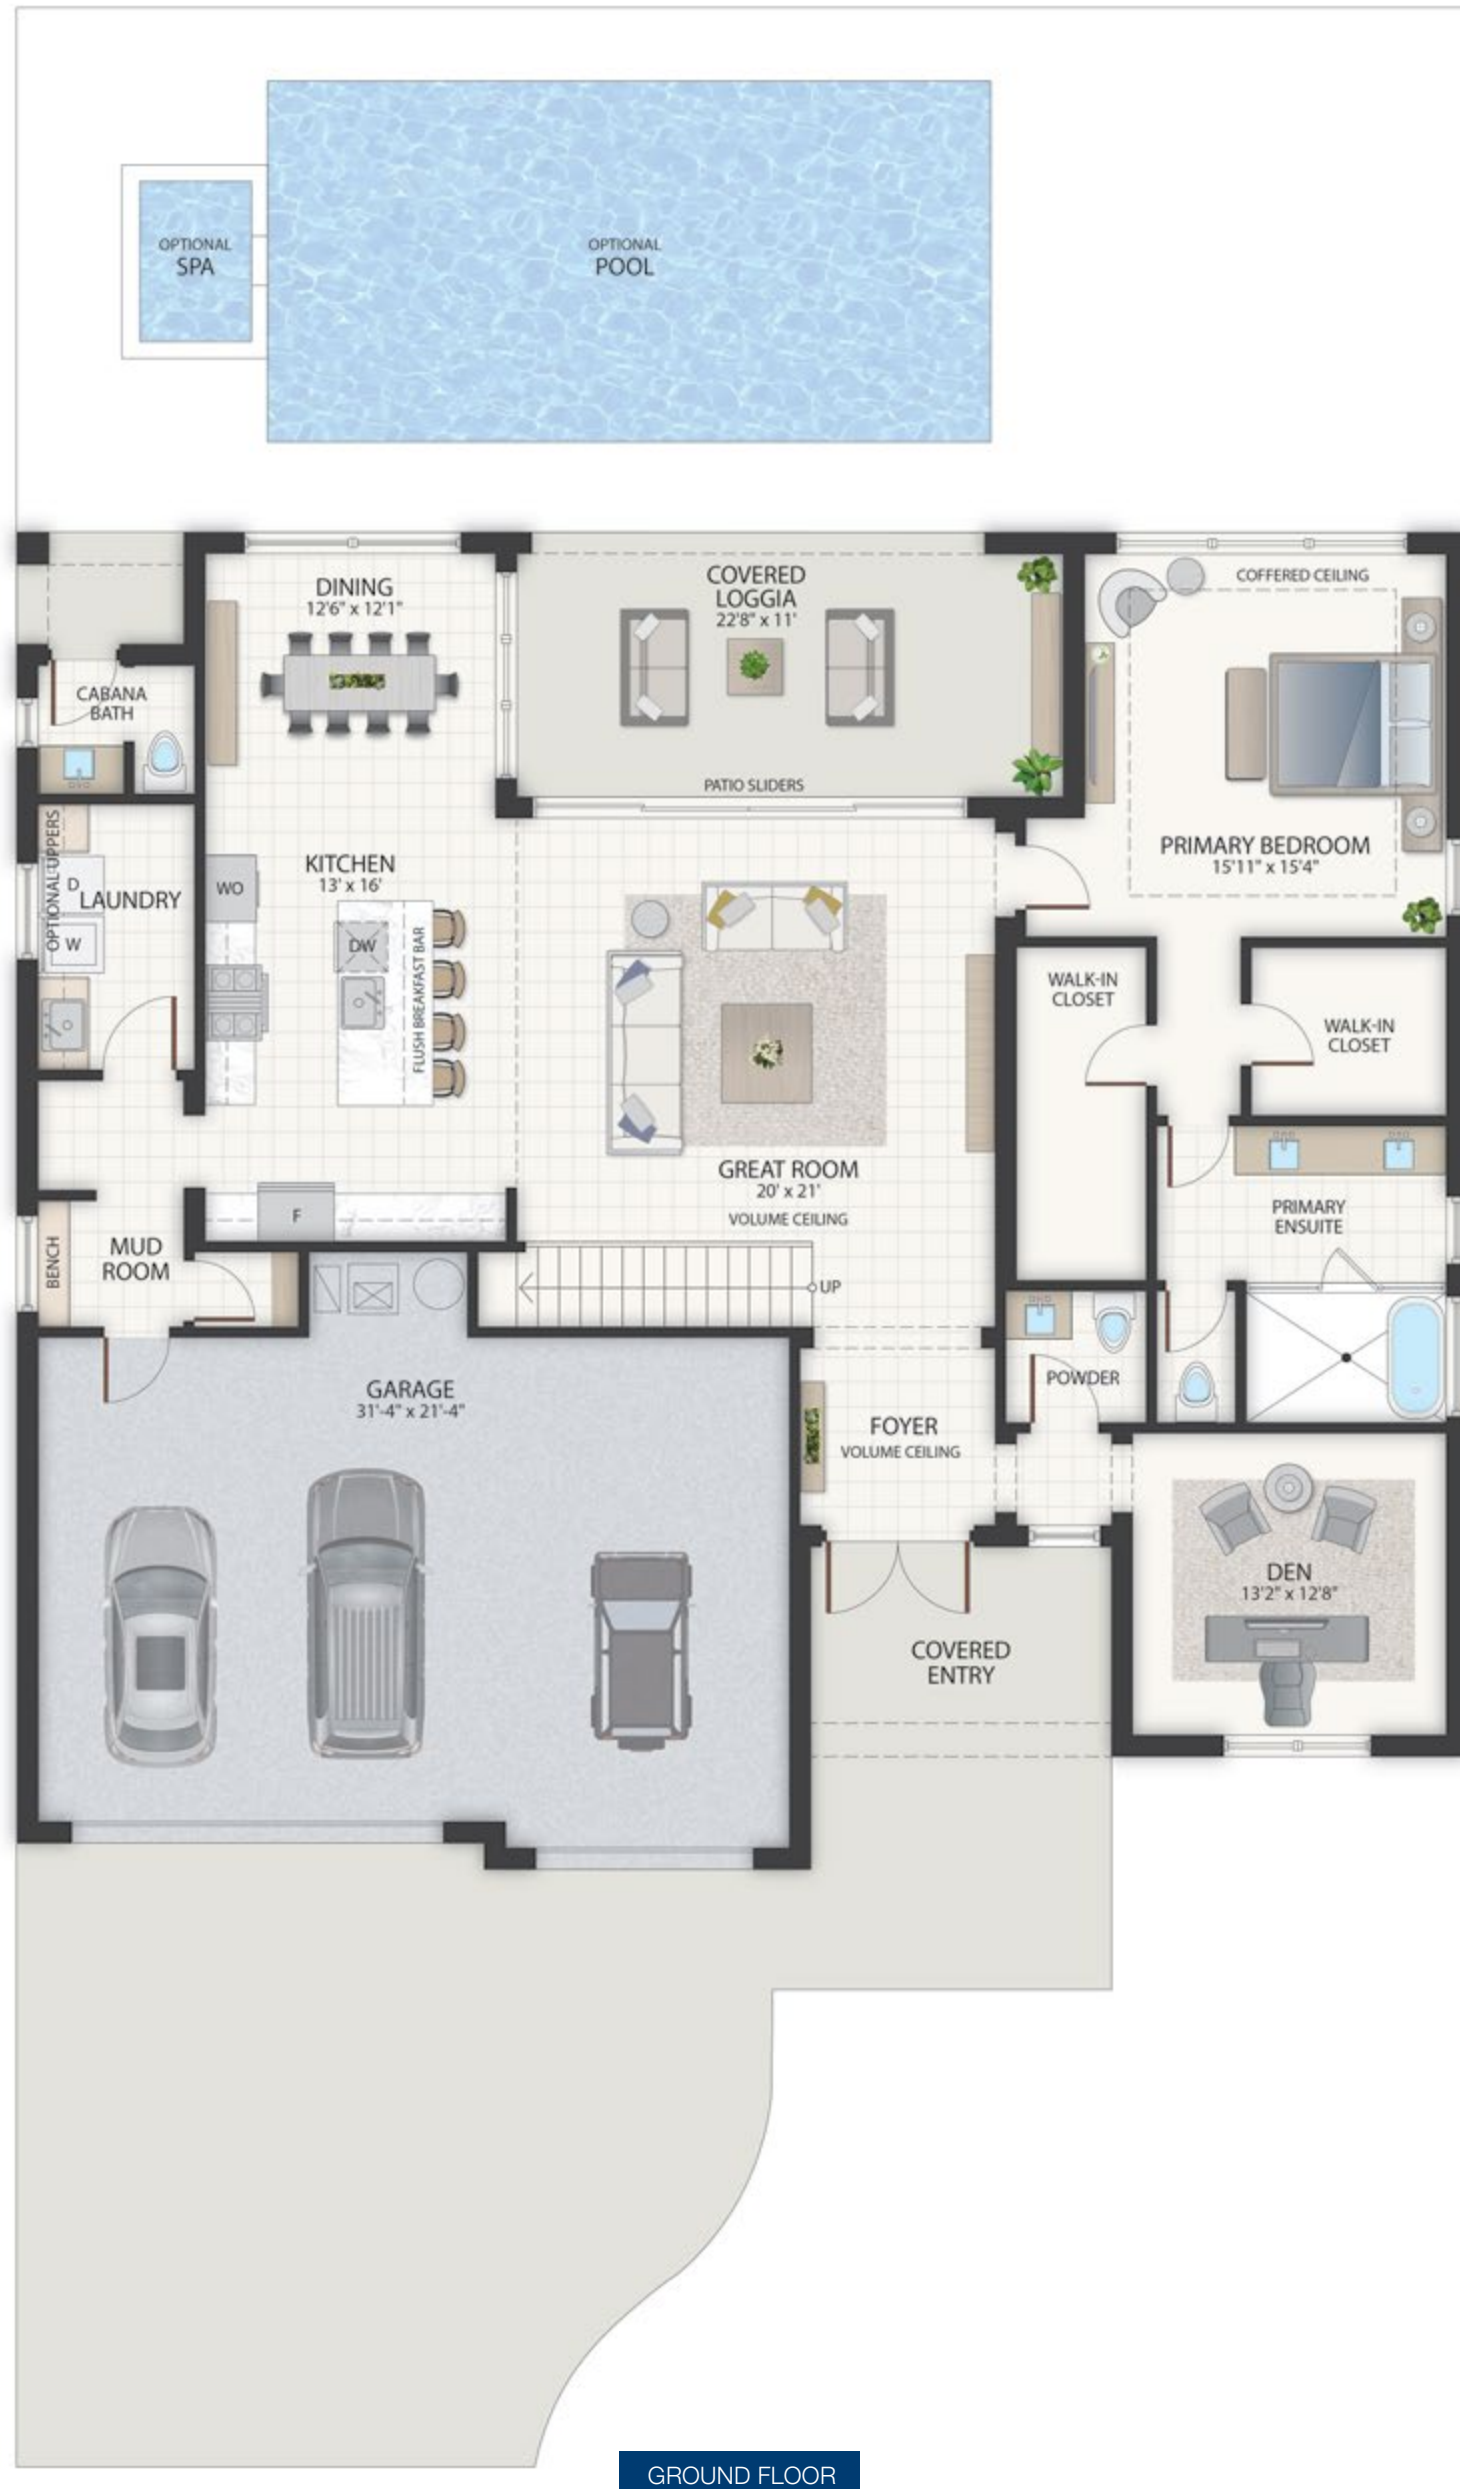 OPTIONAL
SPA
OPTIONAL
POOL
DINING
12'6" x 12'1"
COVERED
LOGGIA
22'8" x 11'
PATIO SLIDERS
COFFERED CEILING
PRIMARY BEDROOM
15'11" x 15'4"
CABANA
BATH
OPTIONAL UPPERS
D
LAUNDRY
W
WO
KITCHEN
13' x 16'
DW
FLUSH BREAKFAST BAR
WALK-IN
CLOSET
WALK-IN
CLOSET
GREAT ROOM
20' x 21'
VOLUME CEILING
PRIMARY
ENSUITE
F
BENCH
MUD
ROOM
UP
POWDER
GARAGE
31'-4" x 21'-4"
FOYER
VOLUME CEILING
DEN
13'2" x 12'8"
COVERED
ENTRY
GROUND FLOOR